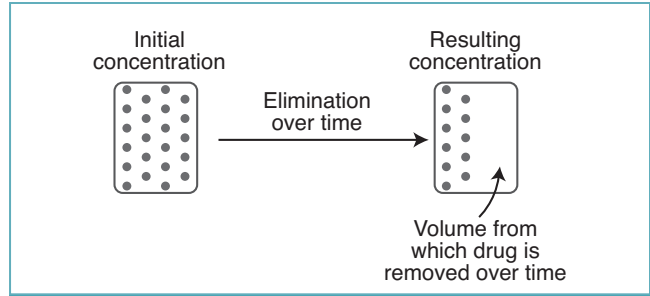 Initial
concentration
Elimination
over time
Resulting
concentration
Volume from
which drug is
removed over time